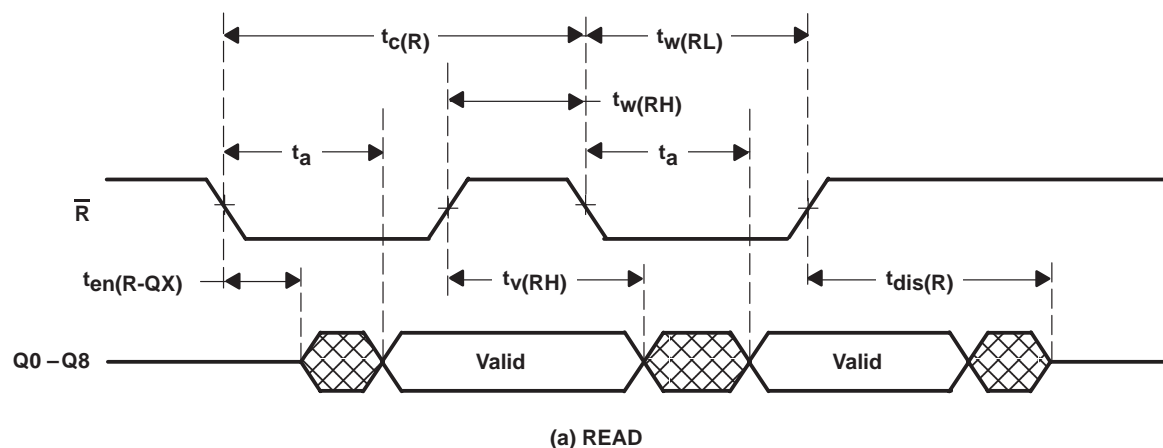 tc(R)
tw(RL)
tw(RH)
ta
ta
R̅
ten(R-QX)
tv(RH)
tdis(R)
Q0 – Q8
Valid
Valid
(a) READ